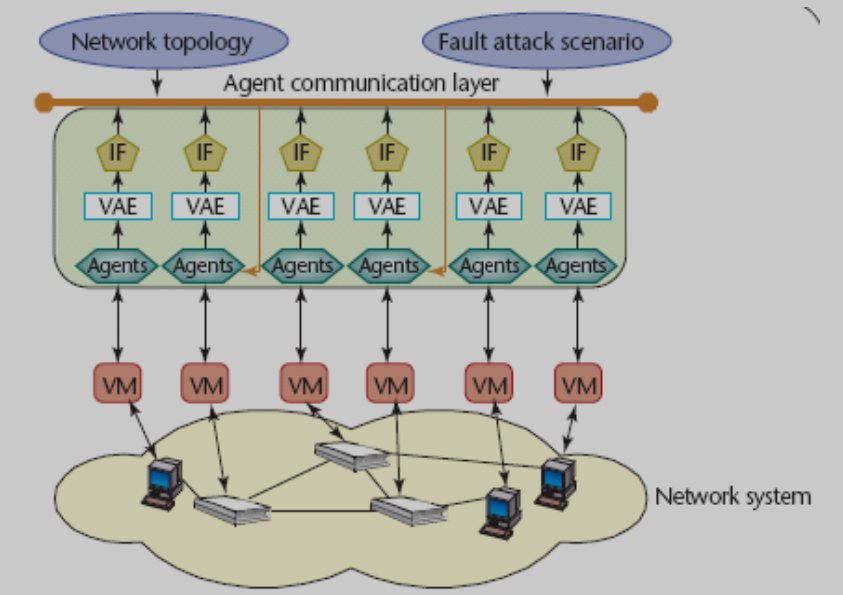 Network topology
Fault attack scenario
Agent communication layer
IF IF IF IF IF IF
VAE VAE VAE VAE VAE VAE
Agents Agents Agents Agents Agents Agents
VM VM VM VM VM VM
Network system